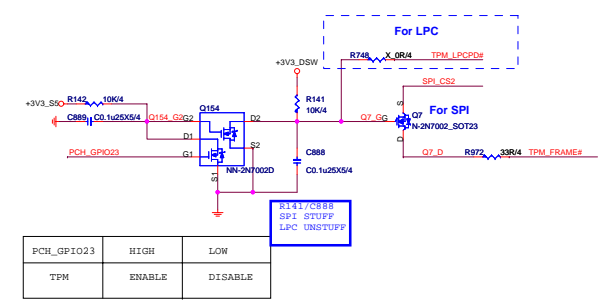 For LPC
R748 X_0R/4 TPM_LPCPD#
+3V3_DSW
SPI_CS2
+3V3_S5 R142 10K/4
Q154
R141
10K/4
S
For SPI
C889 C0.1u25X5/4 Q154_G2 G2 D2 Q7_G G
Q7
N-2N7002_SOT23
D1
S2
D
PCH_GPIO23 G1
C888
Q7_D R972 33R/4 TPM_FRAME#
S1
NN-2N7002D
C0.1u25X5/4
R141/C888
SPI STUFF
LPC UNSTUFF
PCH_GPIO23 HIGH LOW
TPM ENABLE DISABLE